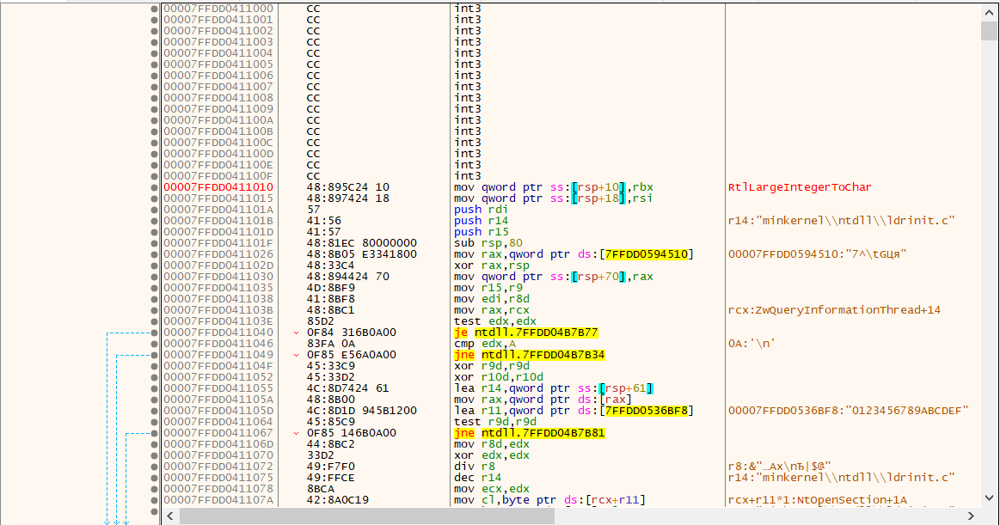 00007FFDD0411000 CC int3
00007FFDD0411001 CC int3
00007FFDD0411002 CC int3
00007FFDD0411003 CC int3
00007FFDD0411004 CC int3
00007FFDD0411005 CC int3
00007FFDD0411006 CC int3
00007FFDD0411007 CC int3
00007FFDD0411008 CC int3
00007FFDD0411009 CC int3
00007FFDD041100A CC int3
00007FFDD041100B CC int3
00007FFDD041100C CC int3
00007FFDD041100D CC int3
00007FFDD041100E CC int3
00007FFDD041100F CC int3
00007FFDD0411010 48:895C24 10 mov qword ptr ss:[rsp+10],rbx RtlLargeIntegerToChar
00007FFDD0411015 48:897424 18 mov qword ptr ss:[rsp+18],rsi
00007FFDD041101A 57 push rdi
00007FFDD041101B 41:56 push r14 r14:"minkernel\\ntdll\\ldrinit.c"
00007FFDD041101D 41:57 push r15
00007FFDD041101F 48:81EC 80000000 sub rsp,80
00007FFDD0411026 48:8B05 E3341800 mov rax,qword ptr ds:[7FFDD0594510] 00007FFDD0594510:"7^\tGЦя"
00007FFDD041102D 48:33C4 xor rax,rsp
00007FFDD0411030 48:894424 70 mov qword ptr ss:[rsp+70],rax
00007FFDD0411035 4D:8BF9 mov r15,r9
00007FFDD0411038 41:8BF8 mov edi,r8d
00007FFDD041103B 48:8BC1 mov rax,rcx rcx:ZwQueryInformationThread+14
00007FFDD041103E 85D2 test edx,edx
00007FFDD0411040 0F84 316B0A00 je ntdll.7FFDD04B7B77
00007FFDD0411046 83FA 0A cmp edx,A 0A:'\n'
00007FFDD0411049 0F85 E56A0A00 jne ntdll.7FFDD04B7B34
00007FFDD041104F 45:33C9 xor r9d,r9d
00007FFDD0411052 45:33D2 xor r10d,r10d
00007FFDD0411055 4C:8D7424 61 lea r14,qword ptr ss:[rsp+61]
00007FFDD041105A 48:8B00 mov rax,qword ptr ds:[rax]
00007FFDD041105D 4C:8D1D 945B1200 lea r11,qword ptr ds:[7FFDD0536BF8] 00007FFDD0536BF8:"0123456789ABCDEF"
00007FFDD0411064 45:85C9 test r9d,r9d
00007FFDD0411067 0F85 146B0A00 jne ntdll.7FFDD04B7B81
00007FFDD041106D 44:8BC2 mov r8d,edx
00007FFDD0411070 33D2 xor edx,edx
00007FFDD0411072 49:F7F0 div r8 r8:&"…Aх\nЂ|$@"
00007FFDD0411075 49:FFCE dec r14 r14:"minkernel\\ntdll\\ldrinit.c"
00007FFDD0411078 8BCA mov ecx,edx
00007FFDD041107A 42:8A0C19 mov cl,byte ptr ds:[rcx+r11] rcx+r11*1:NtOpenSection+1A